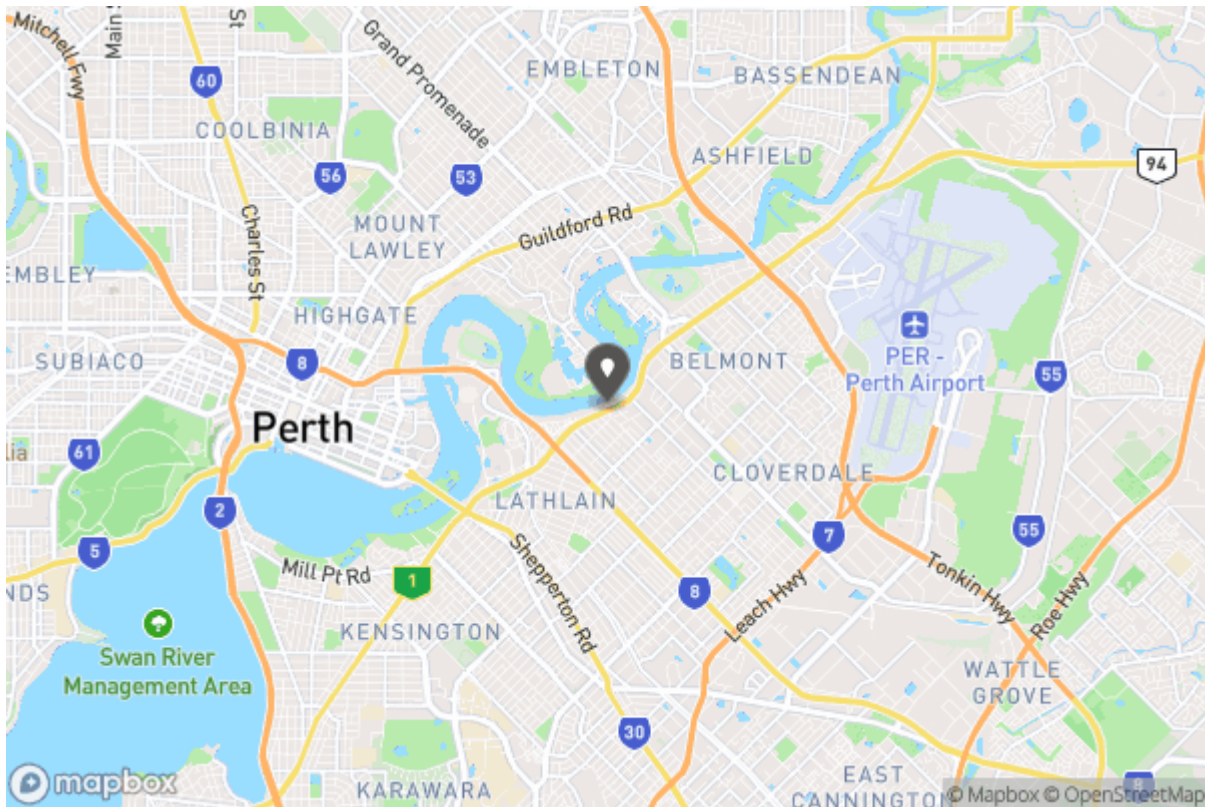 Mitchell Fwy
Main S
St
Grand Promenade
EMBLETON
BASSENDEAN
60
COOLBINIA
56
53
ASHFIELD
94
Charles St
MOUNT
LAWLEY
Guildford Rd
EMBLEY
HIGHGATE
SUBIACO
8
BELMONT
PER -
Perth Airport
55
Perth
61
lia
CLOVERDALE
LATHLAIN
2
5
7
55
Mill Pt Rd
1
Shepperton Rd
8
Leach Hwy
Tonkin Hwy
Roe Hwy
NDS
KENSINGTON
Swan River
Management Area
WATTLE
GROVE
30
mapbox
KARAWARA
EAST
CANNINGTON
8
© Mapbox © OpenStreetMap